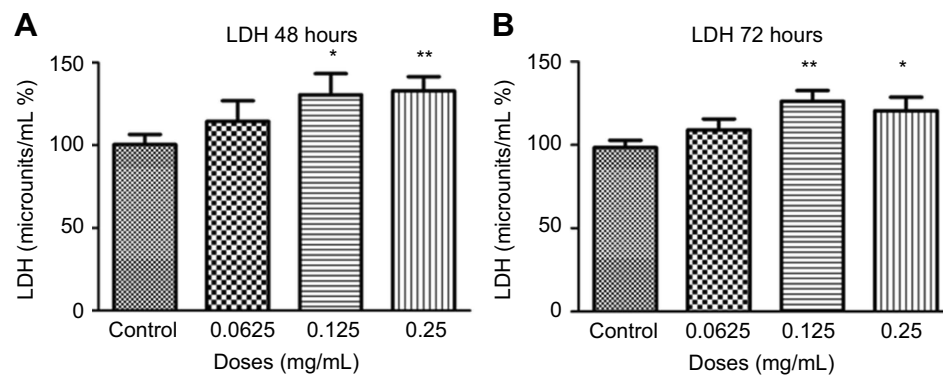 A
LDH 48 hours
LDH (microunits/mL %)
150
100
50
0
*
**
Control 0.0625 0.125 0.25
Doses (mg/mL)
B
LDH 72 hours
LDH (microunits/mL %)
150
100
50
0
**
*
Control 0.0625 0.125 0.25
Doses (mg/mL)